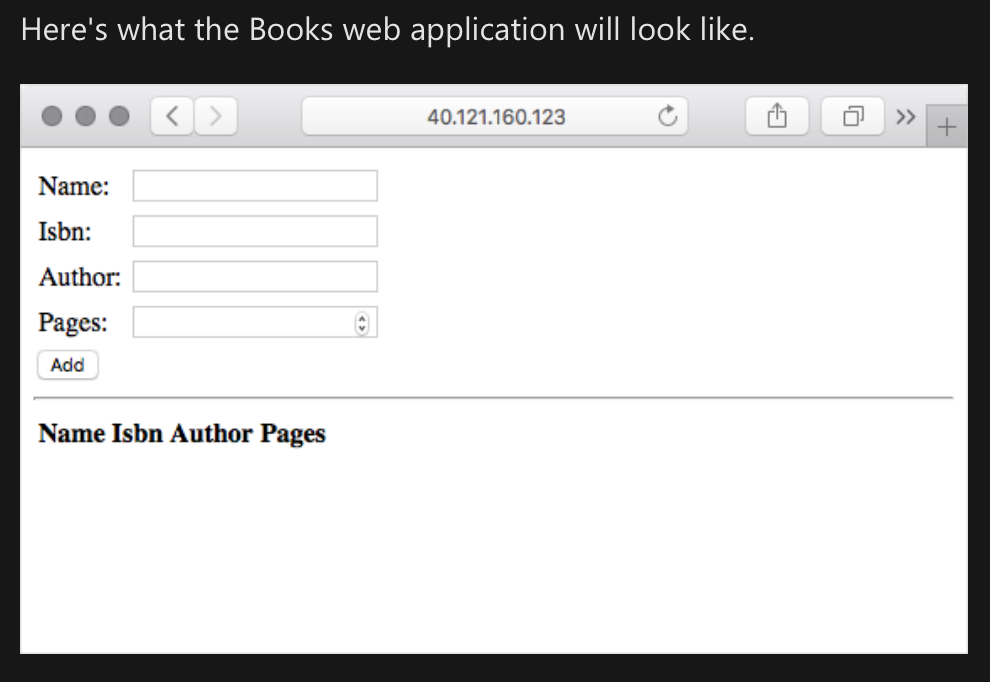 Here's what the Books web application will look like.
40.121.160.123
Name:
Isbn:
Author:
Pages:
Add
Name Isbn Author Pages